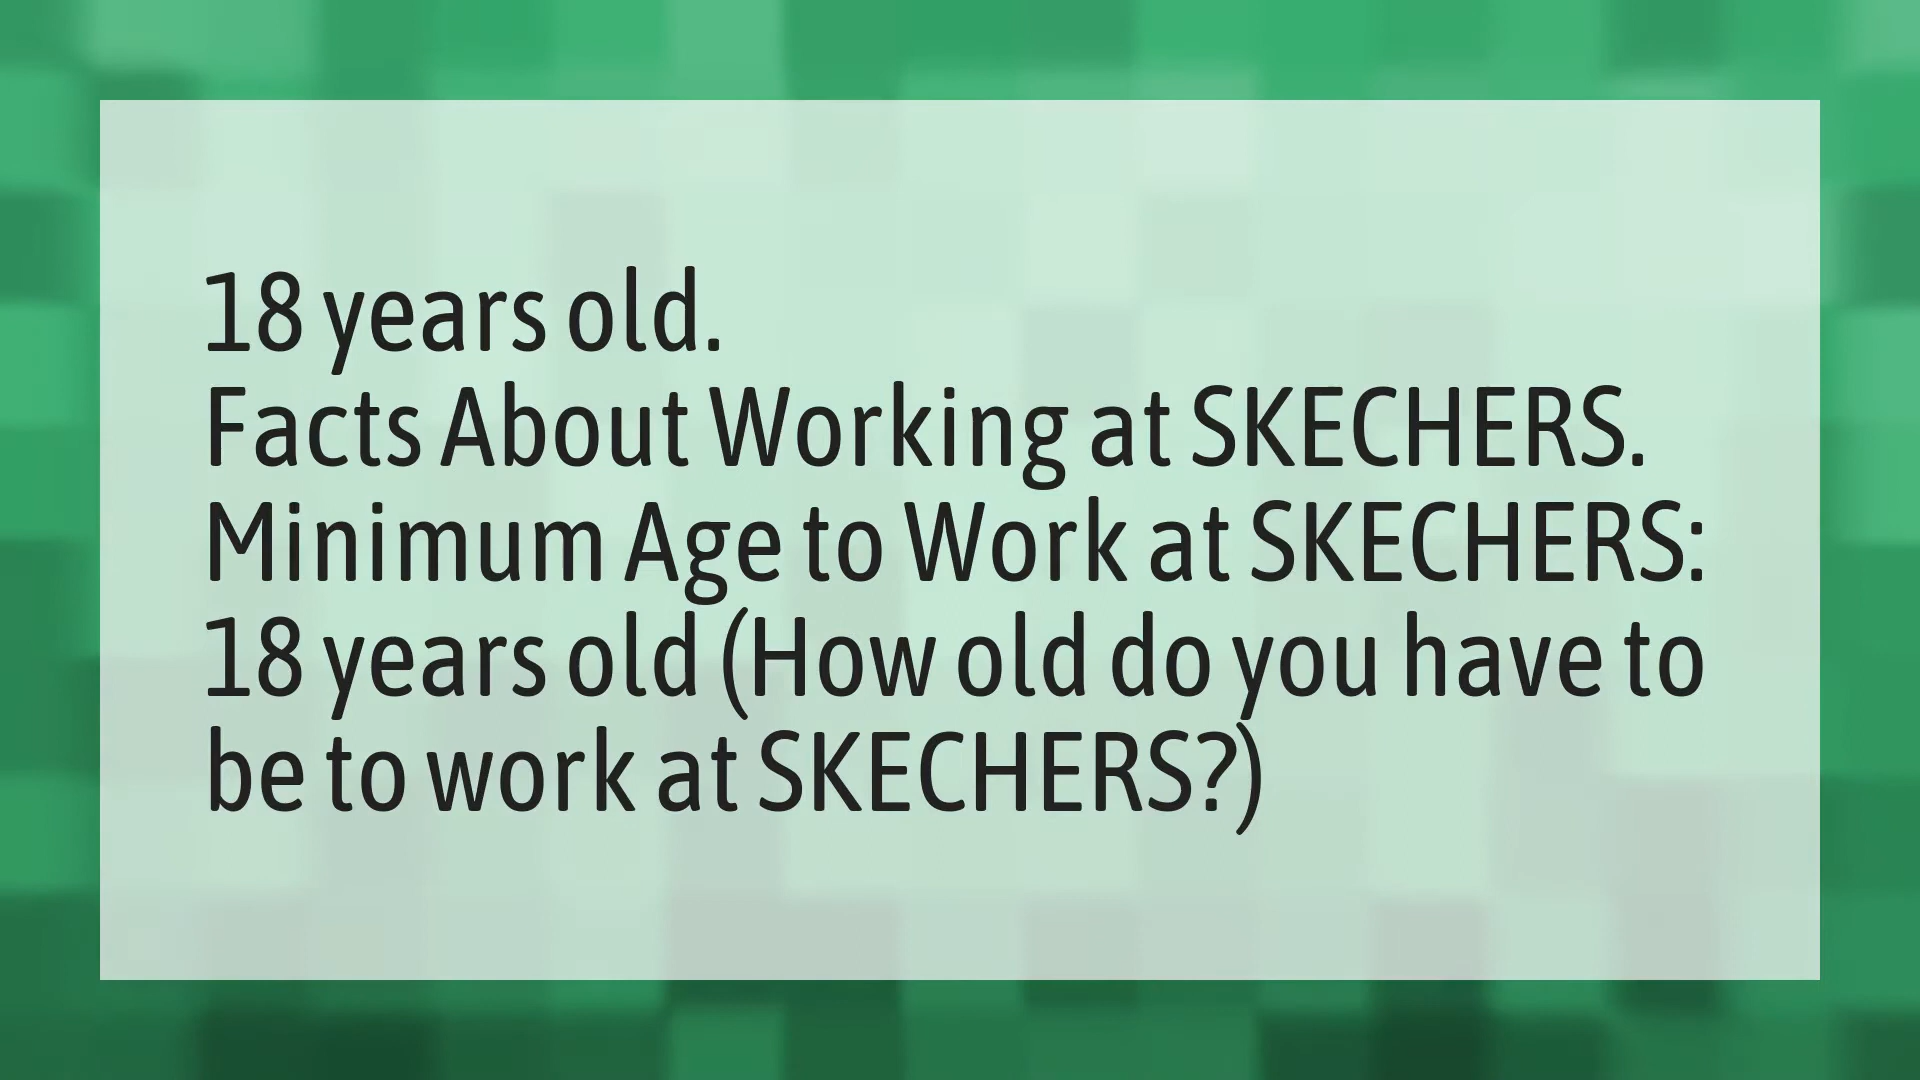 18 years old.
Facts About Working at SKECHERS.
Minimum Age to Work at SKECHERS:
18 years old (How old do you have to
be to work at SKECHERS?)